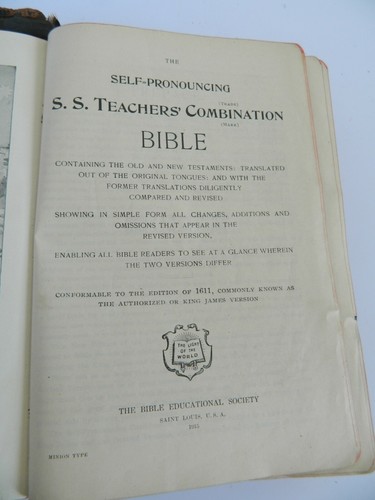 THE
SELF-PRONOUNCING
S. S. TEACHERS' COMBINATION (TRADE) (MARK)
BIBLE
CONTAINING THE OLD AND NEW TESTAMENTS: TRANSLATED
OUT OF THE ORIGINAL TONGUES; AND WITH THE
FORMER TRANSLATIONS DILIGENTLY
COMPARED AND REVISED
SHOWING IN SIMPLE FORM ALL CHANGES, ADDITIONS AND
OMISSIONS THAT APPEAR IN THE
REVISED VERSION,
ENABLING ALL BIBLE READERS TO SEE AT A GLANCE WHEREIN
THE TWO VERSIONS DIFFER
CONFORMABLE TO THE EDITION OF 1611, COMMONLY KNOWN AS
THE AUTHORIZED OR KING JAMES VERSION
THE LIGHT
OF THE
WORLD
THE BIBLE EDUCATIONAL SOCIETY
SAINT LOUIS, U.S.A.
MINION TYPE